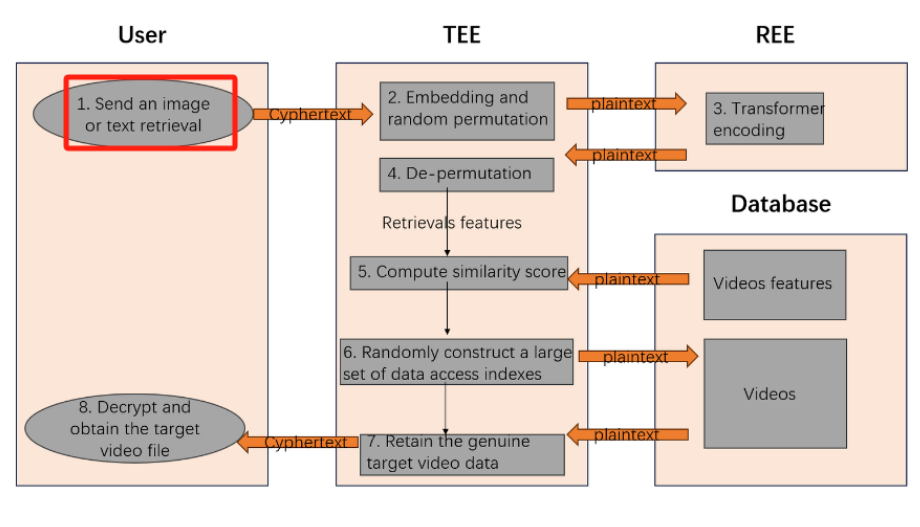 User
TEE
REE
1. Send an image
or text retrieval
Cyphertext
2. Embedding and
random permutation
plaintext
3. Transformer
encoding
plaintext
4. De-permutation
Retrievals features
Database
5. Compute similarity score
plaintext
Videos features
6. Randomly construct a large
set of data access indexes
plaintext
Videos
8. Decrypt and
obtain the target
video file
Cyphertext
7. Retain the genuine
target video data
plaintext